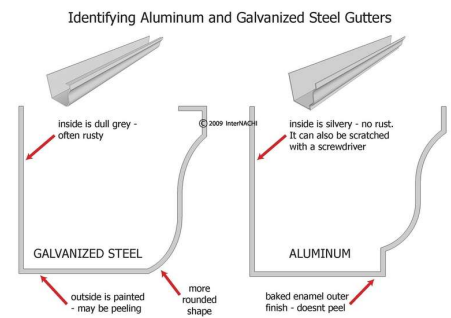 Identifying Aluminum and Galvanized Steel Gutters
inside is dull grey -
often rusty
© 2009 InterNACHI
inside is silvery - no rust.
It can also be scratched
with a screwdriver
GALVANIZED STEEL
ALUMINUM
outside is painted
- may be peeling
more
rounded
shape
baked enamel outer
finish - doesnt peel